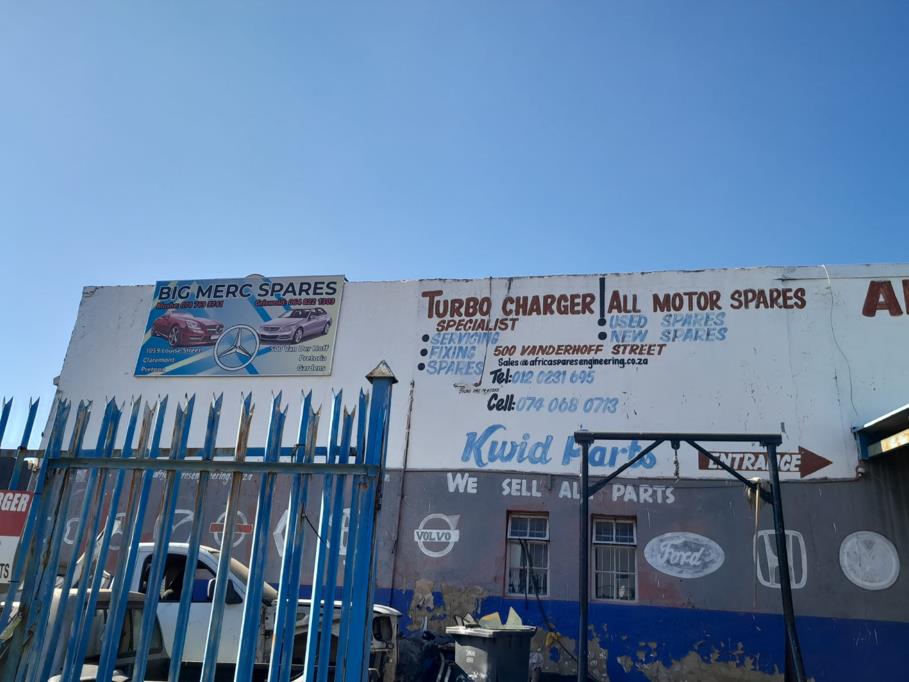 BIG MERC SPARES
1059 Louise Street
Claremont
Pretoria
500 Van Der Hoff
Pretoria
Gardens
TURBO CHARGER
SPECIALIST
SERVICING
FIXING
SPARES
ALL MOTOR SPARES
USED SPARES
NEW SPARES
500 VANDERHOFF STREET
Sales@africasparesengineering.co.za
Tel:012 0231 695
Cell:074 068 0713
Kwid Parts
ENTRANCE
WE SELL ALL PARTS
VOLVO
Ford